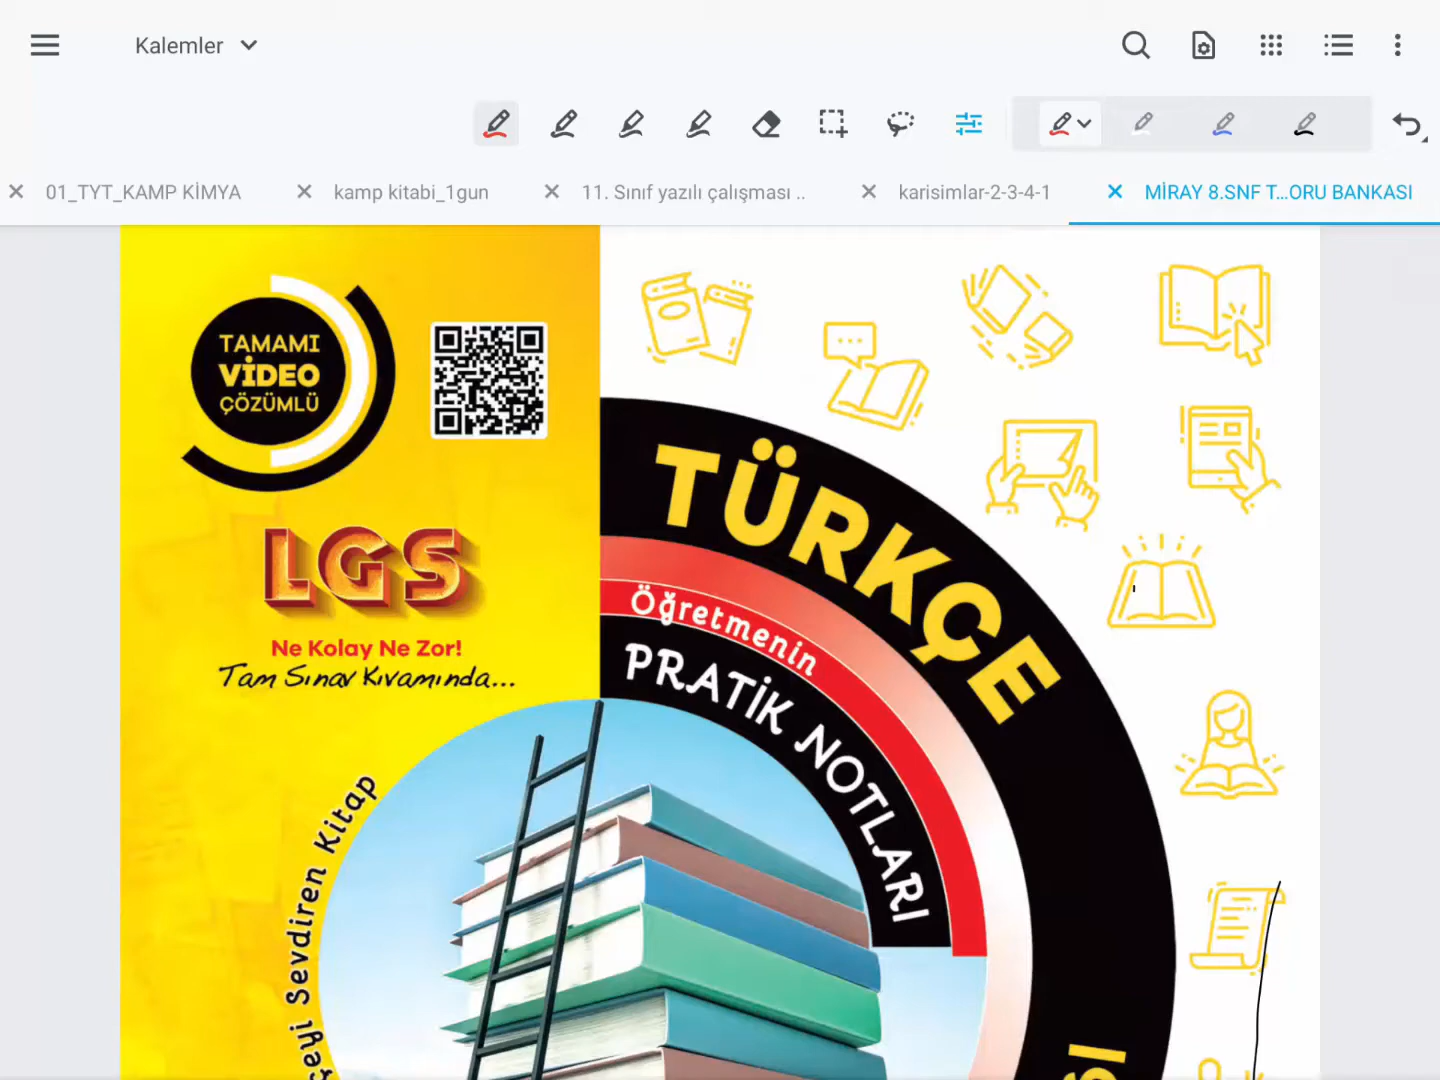 Kalemler
01_TYT_KAMP KİMYA
kamp kitabi_1gun
11. Sınıf yazılı çalışması ..
karisimlar-2-3-4-1
MİRAY 8.SNF T...ORU BANKASI
TAMAMI
VİDEO
ÇÖZÜMLÜ
LGS
Ne Kolay Ne Zor!
Tam Sınav Kıvamında...
TÜRKÇE
Öğretmenin
PRATİK NOTLARI
Sevdiren Kitap